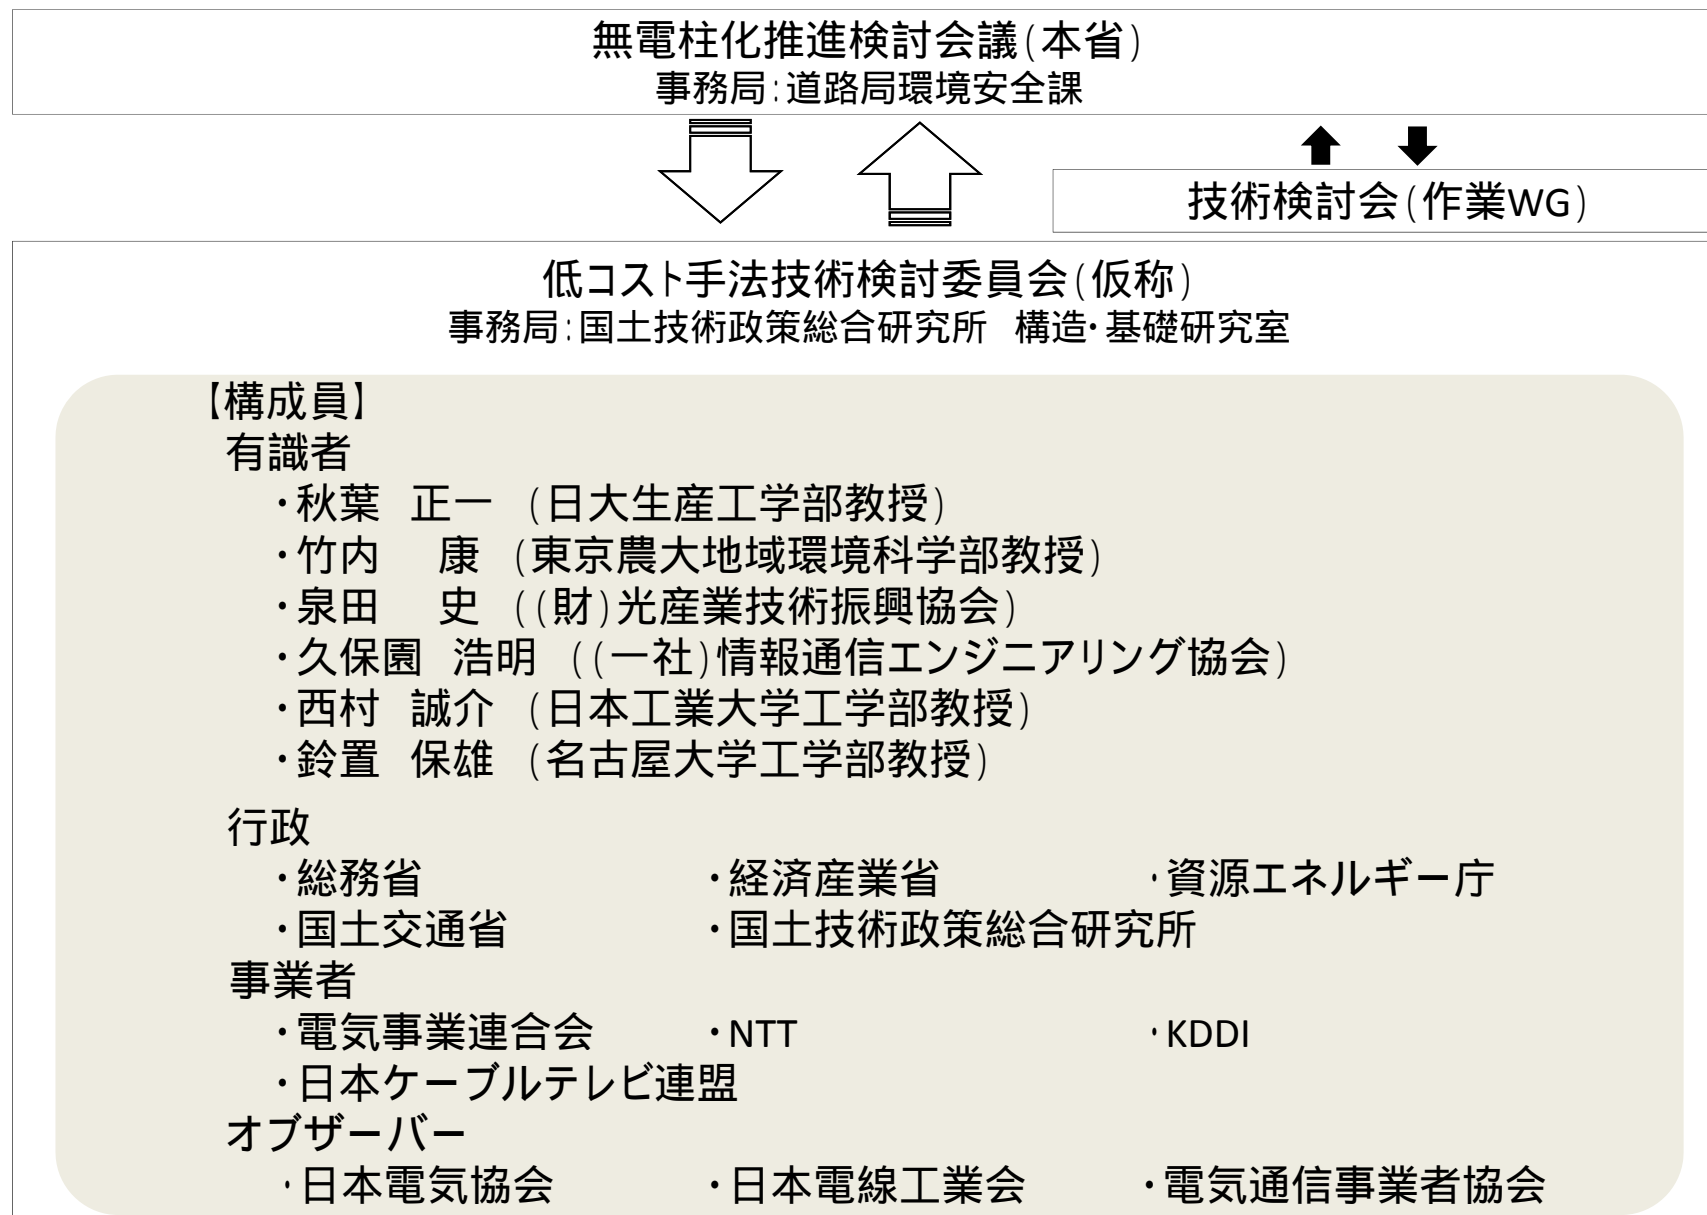 無電柱化推進検討会議(本省)
事務局:道路局環境安全課
技術検討会(作業WG)
低コスト手法技術検討委員会(仮称)
事務局:国土技術政策総合研究所 構造・基礎研究室
【構成員】
有識者
・秋葉 正一 (日大生産工学部教授)
・竹内 康 (東京農大地域環境科学部教授)
・泉田 史 ((財)光産業技術振興協会)
・久保園 浩明 ((一社)情報通信エンジニアリング協会)
・西村 誠介 (日本工業大学工学部教授)
・鈴置 保雄 (名古屋大学工学部教授)
行政
・総務省 ・経済産業省 ・資源エネルギー庁
・国土交通省 ・国土技術政策総合研究所
事業者
・電気事業連合会 ・NTT ・KDDI
・日本ケーブルテレビ連盟
オブザーバー
・日本電気協会 ・日本電線工業会 ・電気通信事業者協会